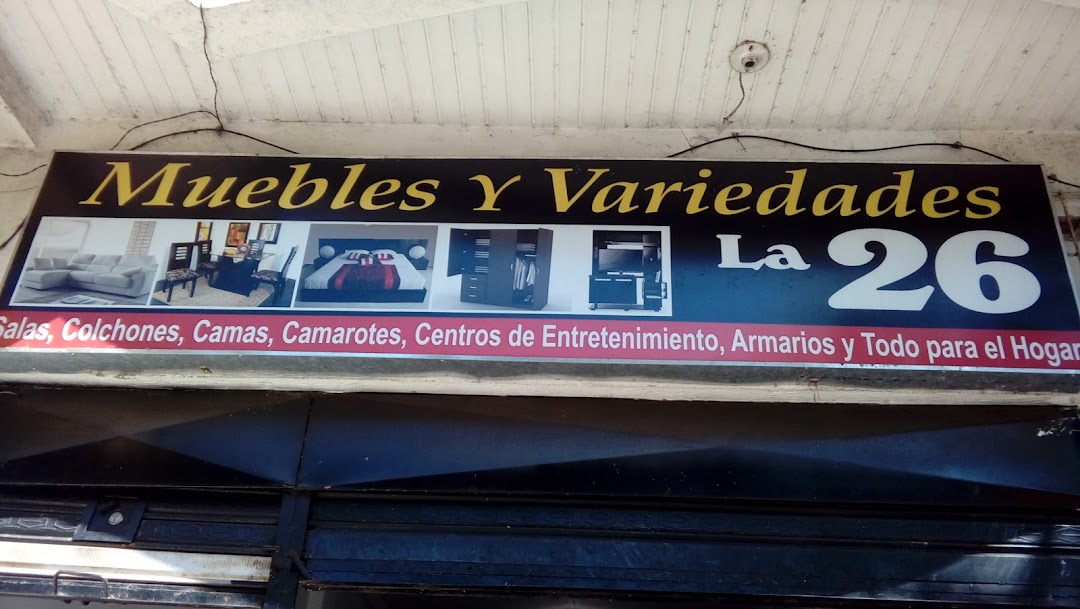 Muebles Y Variedades
La 26
Salas, Colchones, Camas, Camarotes, Centros de Entretenimiento, Armarios y Todo para el Hogar